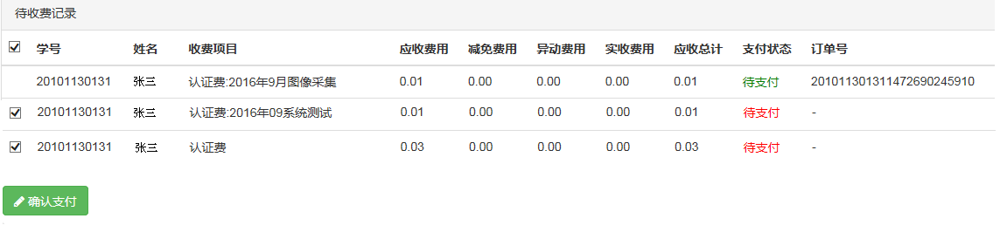 待收费记录
学号 姓名 收费项目 应收费用 减免费用 异动费用 实收费用 应收总计 支付状态 订单号
20101130131 张三 认证费:2016年9月图像采集 0.01 0.00 0.00 0.00 0.01 待支付 201011301311472690245910
20101130131 张三 认证费:2016年09系统测试 0.01 0.00 0.00 0.00 0.01 待支付 -
20101130131 张三 认证费 0.03 0.00 0.00 0.00 0.03 待支付 -
确认支付